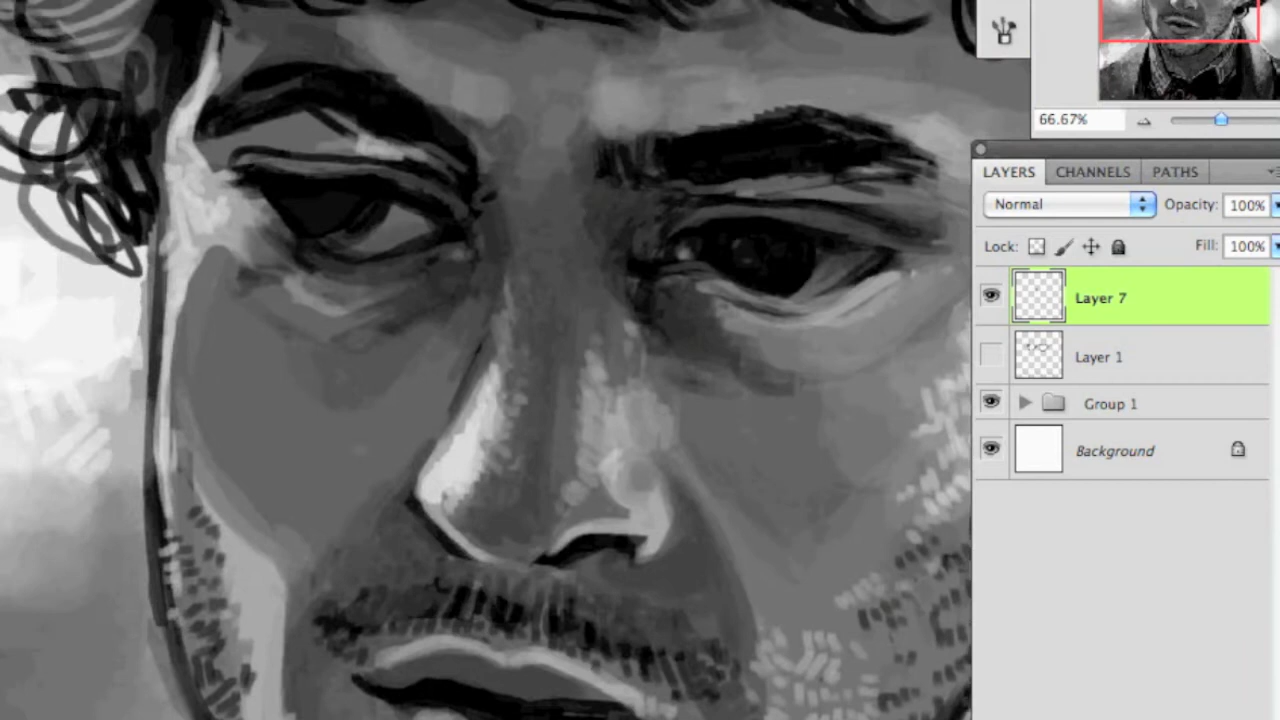 66.67%
LAYERS CHANNELS PATHS
Normal Opacity: 100%
Lock: Fill: 100%
Layer 7
Layer 1
Group 1
Background